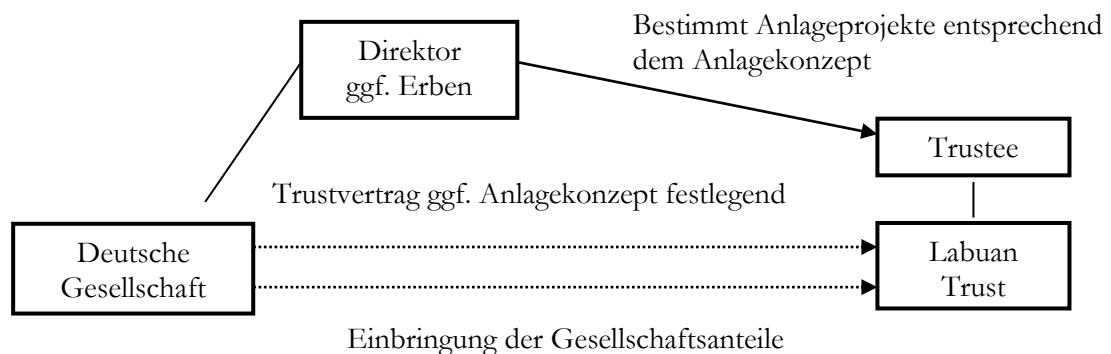 Bestimmt Anlageprojekte entsprechend
dem Anlagekonzept
Direktor
ggf. Erben
Trustee
Trustvertrag ggf. Anlagekonzept festlegend
Deutsche
Gesellschaft
Labuan
Trust
Einbringung der Gesellschaftsanteile